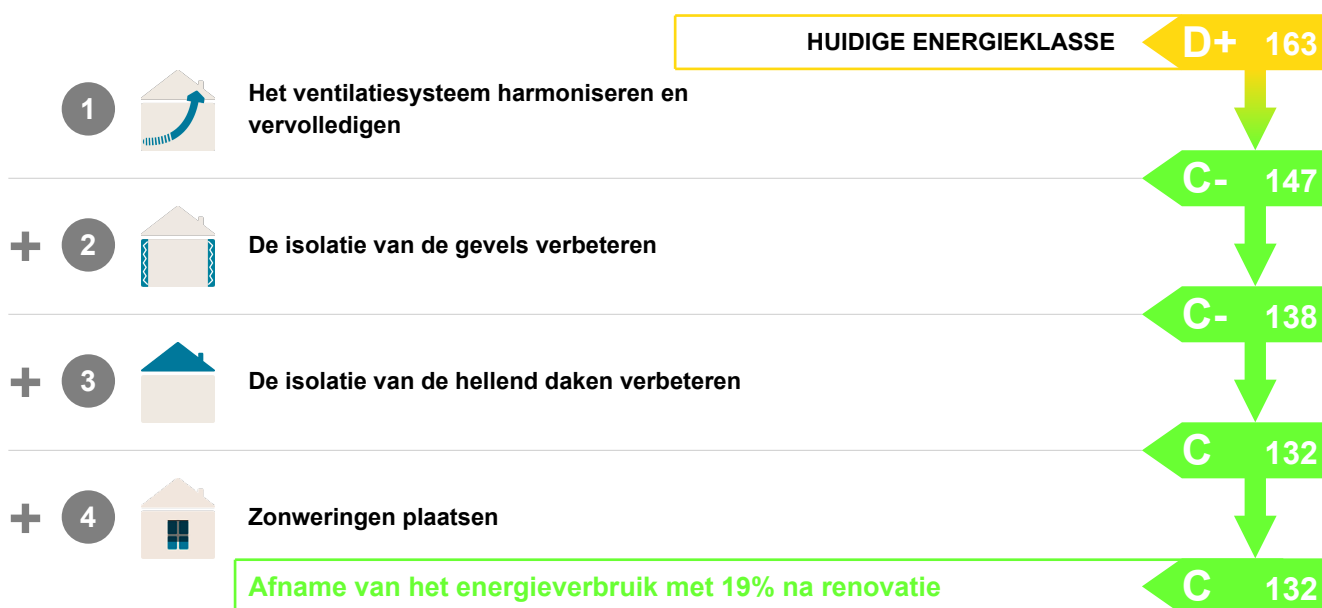 HUIDIGE ENERGIEKLASSE D+ 163
1 Het ventilatiesysteem harmoniseren en
vervolledigen
C- 147
+ 2 De isolatie van de gevels verbeteren
C- 138
+ 3 De isolatie van de hellend daken verbeteren
C 132
+ 4 Zonweringen plaatsen
Afname van het energieverbruik met 19% na renovatie C 132